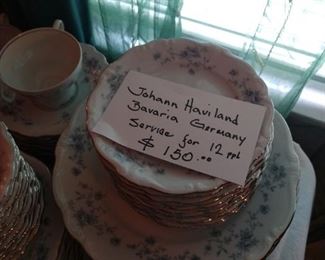 Johann Haviland
Bavaria Germany
Service for 12 ppl
$ 150.00